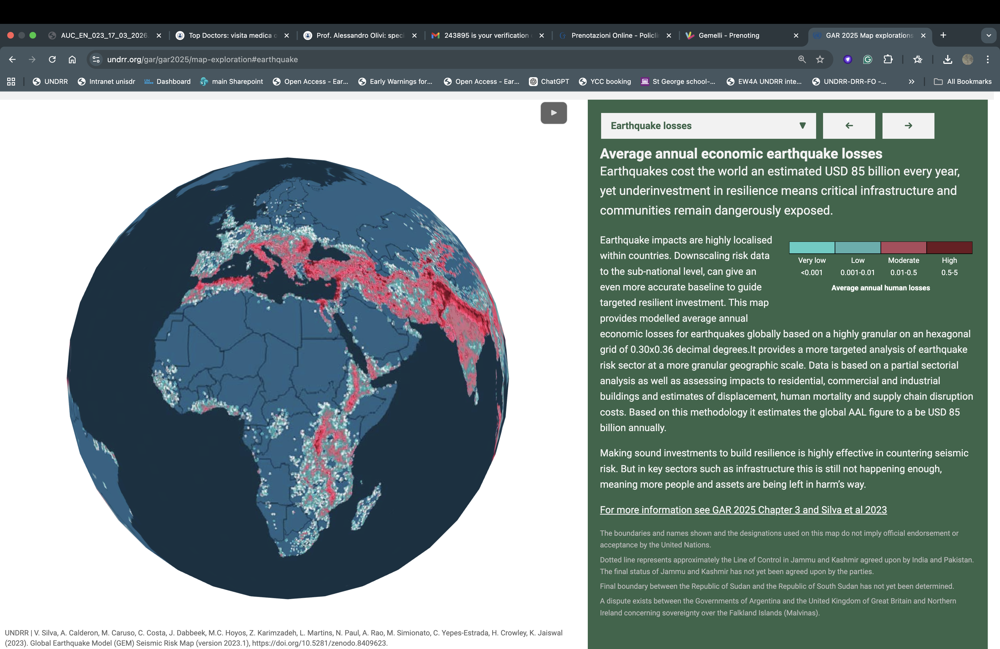 AUC_EN_023_17_03_2026.
Top Doctors: visita medica o
Prof. Alessandro Olivi: speci
243895 is your verification
Prenotazioni Online - Polic
Gemelli - Prenoting
GAR 2025 Map explorations
undrr.org/gar/gar2025/map-exploration#earthquake
UNDRR
Intranet unisdr
Dashboard
main Sharepoint
Open Access - Ear...
Early Warnings for...
Open Access - Ear...
ChatGPT
YCC booking
St George school-...
EW4A UNDRR inte...
UNDRR-DRR-FO -...
All Bookmarks
Earthquake losses
Average annual economic earthquake losses
Earthquakes cost the world an estimated USD 85 billion every year,
yet underinvestment in resilience means critical infrastructure and
communities remain dangerously exposed.
Earthquake impacts are highly localised
within countries. Downscaling risk data
to the sub-national level, can give an
even more accurate baseline to guide
targeted resilient investment. This map
provides modelled average annual
economic losses for earthquakes globally based on a highly granular on an hexagonal
grid of 0.30x0.36 decimal degrees.It provides a more targeted analysis of earthquake
risk sector at a more granular geographic scale. Data is based on a partial sectorial
analysis as well as assessing impacts to residential, commercial and industrial
buildings and estimates of displacement, human mortality and supply chain disruption
costs. Based on this methodology it estimates the global AAL figure to a be USD 85
billion annually.
Very low
Low
Moderate
High
<0.001
0.001-0.01
0.01-0.5
0.5-5
Average annual human losses
Making sound investments to build resilience is highly effective in countering seismic
risk. But in key sectors such as infrastructure this is still not happening enough,
meaning more people and assets are being left in harm's way.
For more information see GAR 2025 Chapter 3 and Silva et al 2023
The boundaries and names shown and the designations used on this map do not imply official endorsement or
acceptance by the United Nations.
Dotted line represents approximately the Line of Control in Jammu and Kashmir agreed upon by India and Pakistan.
The final status of Jammu and Kashmir has not yet been agreed upon by the parties.
Final boundary between the Republic of Sudan and the Republic of South Sudan has not yet been determined.
A dispute exists between the Governments of Argentina and the United Kingdom of Great Britain and Northern
Ireland concerning sovereignty over the Falkland Islands (Malvinas).
UNDRR | V. Silva, A. Calderon, M. Caruso, C. Costa, J. Dabbeek, M.C. Hoyos, Z. Karimzadeh, L. Martins, N. Paul, A. Rao, M. Simionato, C. Yepes-Estrada, H. Crowley, K. Jaiswal
(2023). Global Earthquake Model (GEM) Seismic Risk Map (version 2023.1), https://doi.org/10.5281/zenodo.8409623.